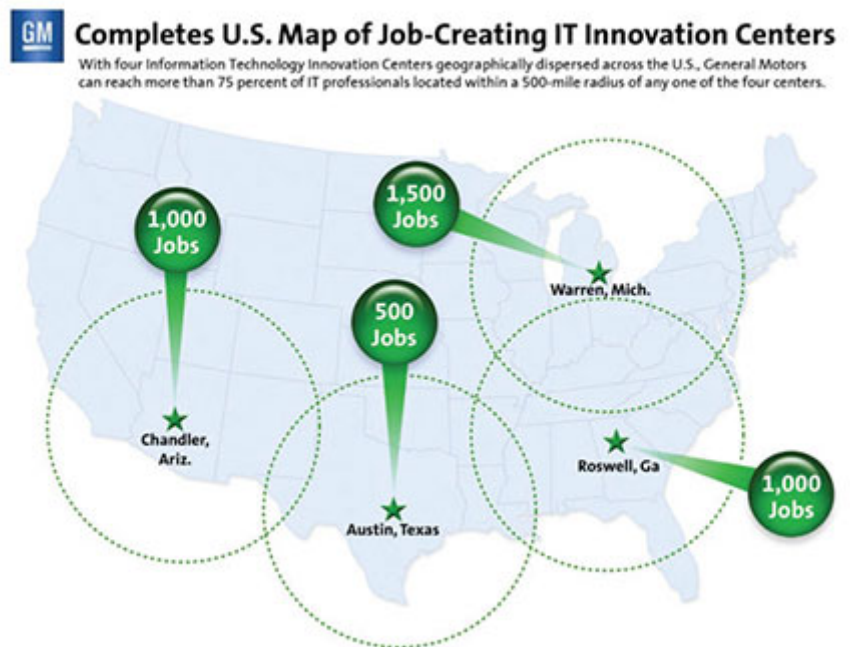 GM
Completes U.S. Map of Job-Creating IT Innovation Centers
With four Information Technology Innovation Centers geographically dispersed across the U.S., General Motors
can reach more than 75 percent of IT professionals located within a 500-mile radius of any one of the four centers.
1,500
Jobs
1,000
Jobs
Warren, Mich.
500
Jobs
Chandler,
Ariz.
Roswell, Ga
1,000
Jobs
Austin, Texas